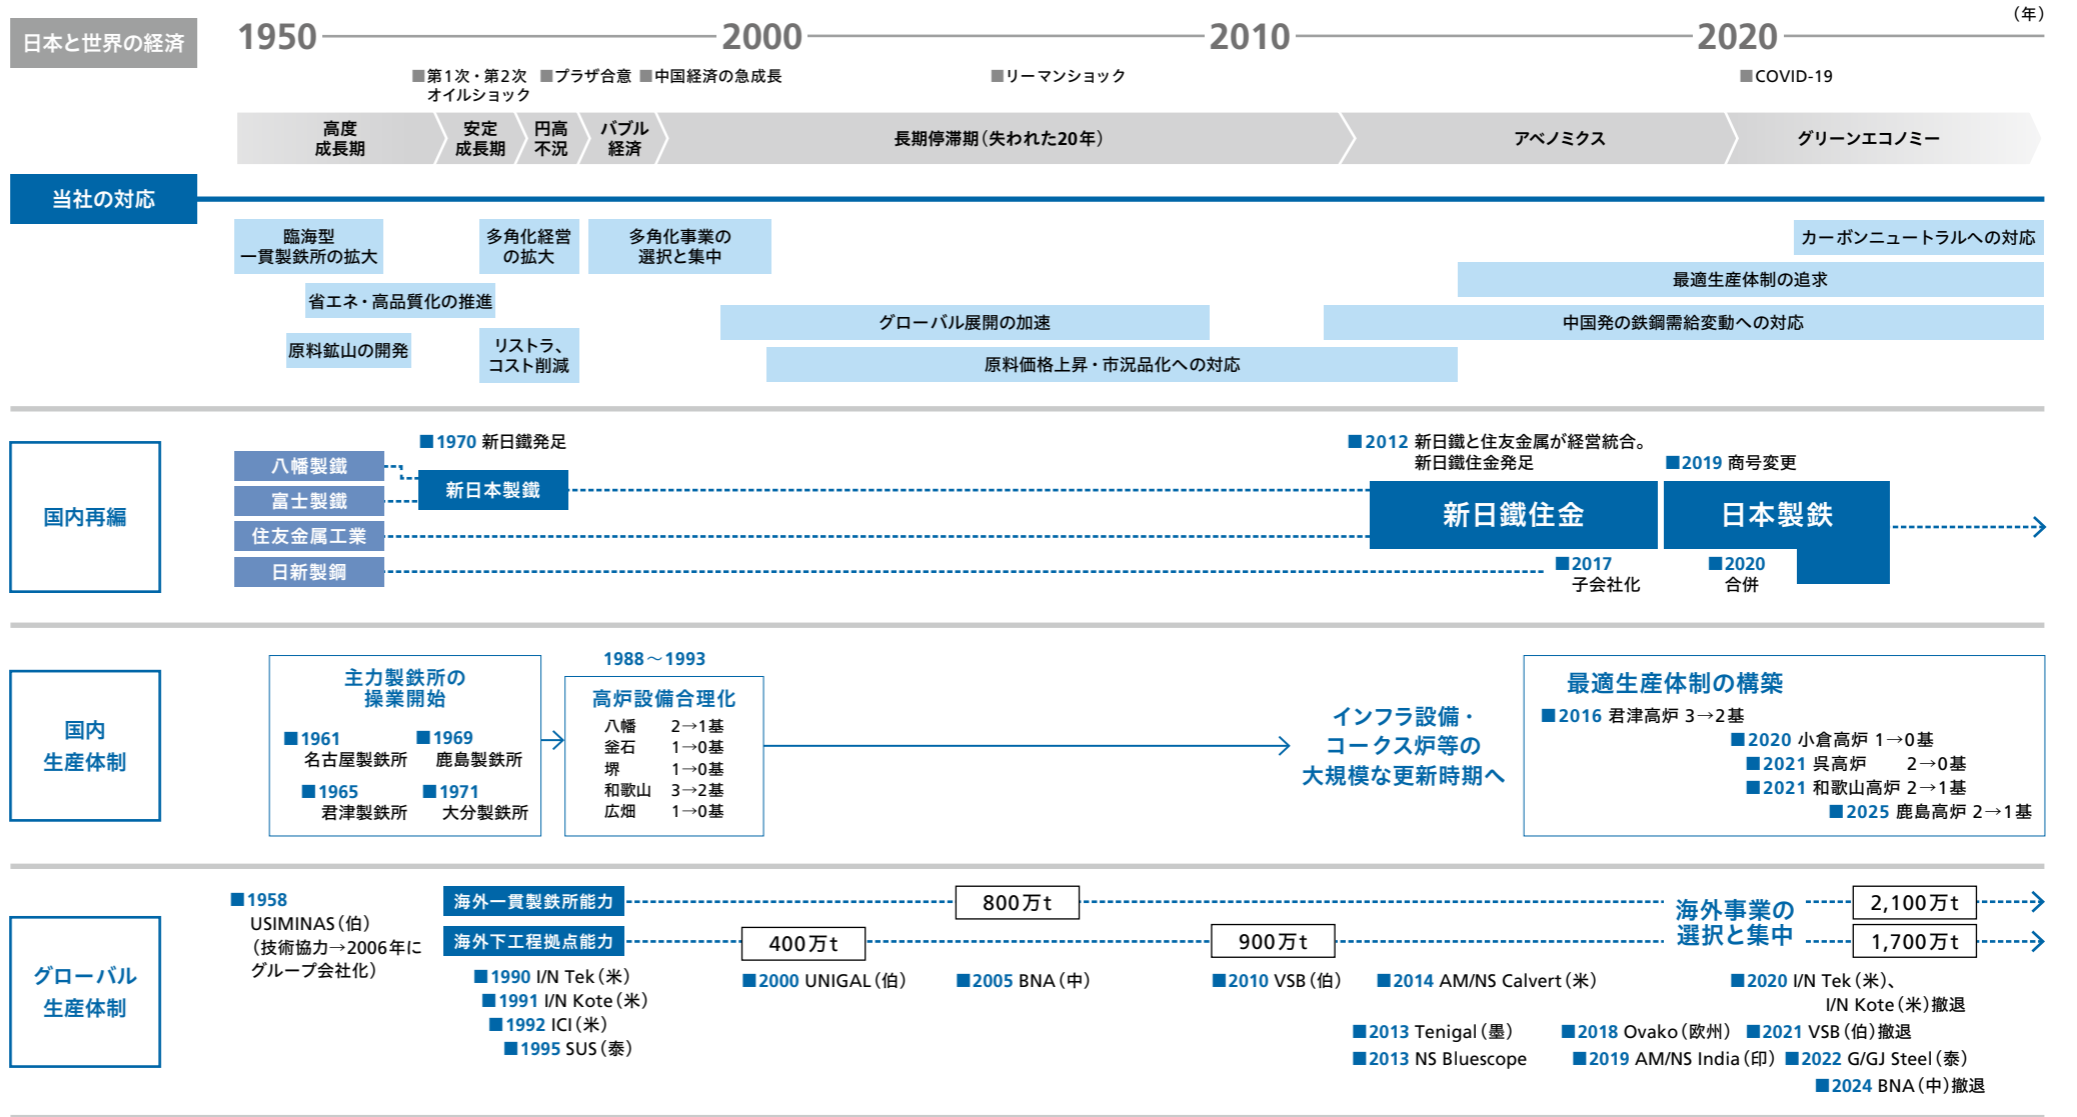 (年)
日本と世界の経済
1950
2000
2010
2020
■第1次・第2次
オイルショック
■プラザ合意
■中国経済の急成長
■リーマンショック
■COVID-19
高度
成長期
安定
成長期
円高
不況
バブル
経済
長期停滞期(失われた20年)
アベノミクス
グリーンエコノミー
当社の対応
臨海型
一貫製鉄所の拡大
多角化経営
の拡大
多角化事業の
選択と集中
カーボンニュートラルへの対応
最適生産体制の追求
省エネ・高品質化の推進
グローバル展開の加速
中国発の鉄鋼需給変動への対応
原料鉱山の開発
リストラ、
コスト削減
原料価格上昇・市況品化への対応
国内再編
■1970 新日鐵発足
八幡製鐵
富士製鐵
住友金属工業
日新製鋼
新日本製鐵
■2012 新日鐵と住友金属が経営統合。
新日鐵住金発足
■2019 商号変更
新日鐵住金
日本製鉄
■2017
子会社化
■2020
合併
国内
生産体制
主力製鉄所の
操業開始
■1961
名古屋製鉄所
■1969
鹿島製鉄所
■1965
君津製鉄所
■1971
大分製鉄所
1988～1993
高炉設備合理化
八幡 2→1基
釜石 1→0基
堺 1→0基
和歌山 3→2基
広畑 1→0基
インフラ設備・
コークス炉等の
大規模な更新時期へ
最適生産体制の構築
■2016 君津高炉 3→2基
■2020 小倉高炉 1→0基
■2021 呉高炉 2→0基
■2021 和歌山高炉 2→1基
■2025 鹿島高炉 2→1基
グローバル
生産体制
■1958
USIMINAS(伯)
(技術協力→2006年に
グループ会社化)
海外一貫製鉄所能力
800万t
2,100万t
海外下工程拠点能力
400万t
900万t
1,700万t
海外事業の
選択と集中
■1990 I/N Tek(米)
■1991 I/N Kote(米)
■1992 ICI(米)
■1995 SUS(泰)
■2000 UNIGAL(伯)
■2005 BNA(中)
■2010 VSB(伯)
■2014 AM/NS Calvert(米)
■2013 Tenigal(墨)
■2013 NS Bluescope
■2018 Ovako(欧州)
■2019 AM/NS India(印)
■2020 I/N Tek(米)、
I/N Kote(米)撤退
■2021 VSB(伯)撤退
■2022 G/GJ Steel(泰)
■2024 BNA(中)撤退